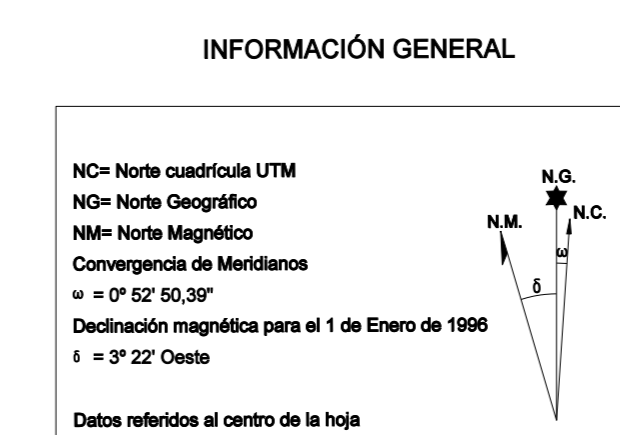 INFORMACIÓN GENERAL
NC= Norte cuadrícula UTM
NG= Norte Geográfico
NM= Norte Magnético
Convergencia de Meridianos
ω = 0º 52' 50,39"
Declinación magnética para el 1 de Enero de 1996
δ = 3º 22' Oeste
Datos referidos al centro de la hoja
N.G.
N.M.
N.C.
ω
δ